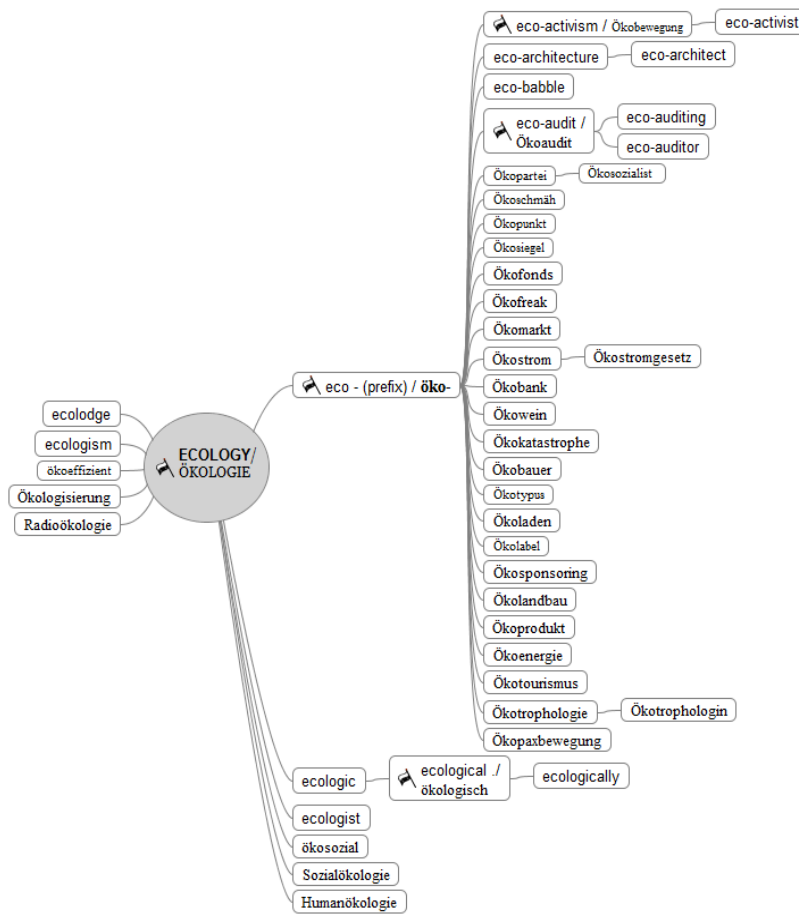 eco-activism / Ökobewegung
eco-activist
eco-architecture
eco-architect
eco-babble
eco-audit /
Ökoaudit
eco-auditing
eco-auditor
Ökopartei
Ökosozialist
Ökoschmäh
Ökopunkt
Ökosiegel
Ökofonds
Ökofreak
Ökomarkt
Ökostrom
Ökostromgesetz
eco - (prefix) / öko-
Ökobank
Ökowein
Ökokatastrophe
Ökobauer
Ökotypus
Ökoladen
Ökolabel
Ökosponsoring
Ökolandbau
Ökoprodukt
Ökoenergie
Ökotourismus
Ökotrophologie
Ökotrophologin
Ökopaxbewegung
ecolodge
ecologism
ökoeffizient
Ökologisierung
Radioökologie
ECOLOGY/
ÖKOLOGIE
ecologic
ecological ./
ökologisch
ecologically
ecologist
ökosozial
Sozialökologie
Humanökologie